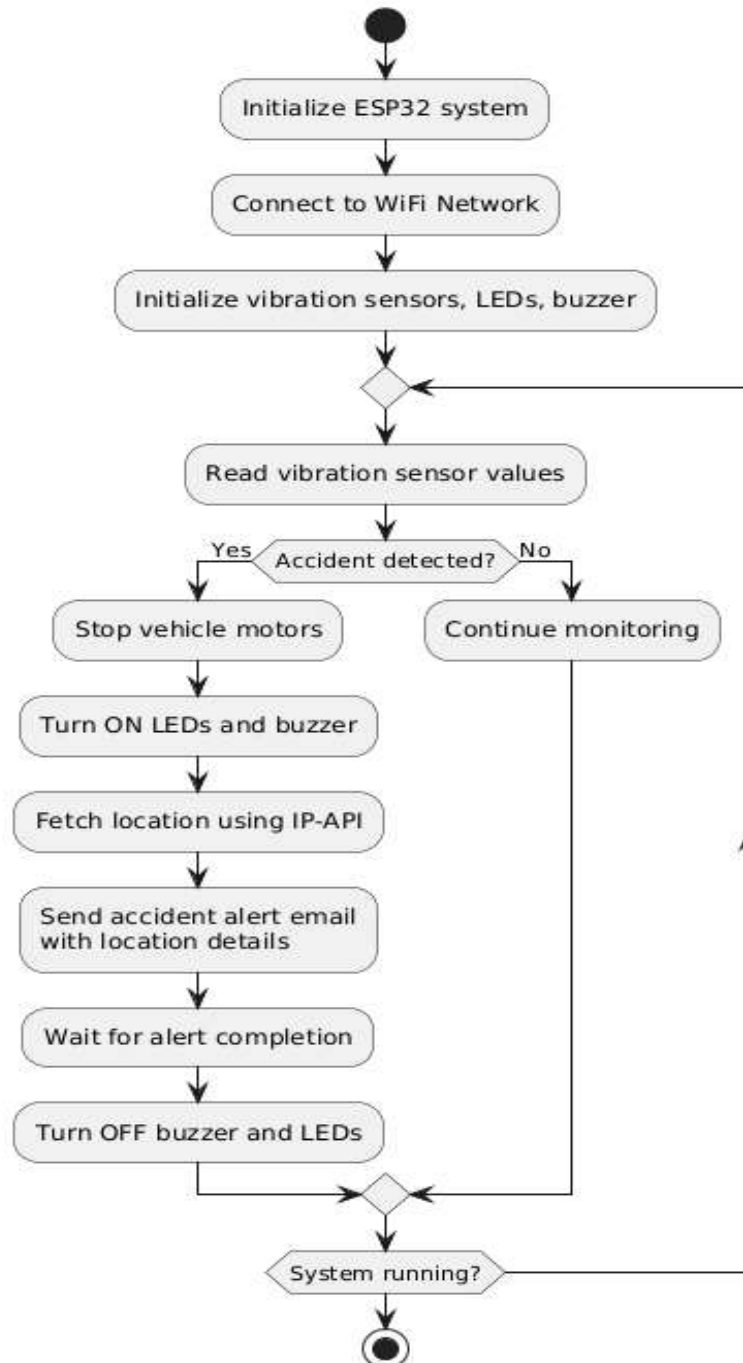 Initialize ESP32 system
Connect to WiFi Network
Initialize vibration sensors, LEDs, buzzer
Read vibration sensor values
Yes
Accident detected?
No
Stop vehicle motors
Continue monitoring
Turn ON LEDs and buzzer
Fetch location using IP-API
Send accident alert email
with location details
Wait for alert completion
Turn OFF buzzer and LEDs
System running?